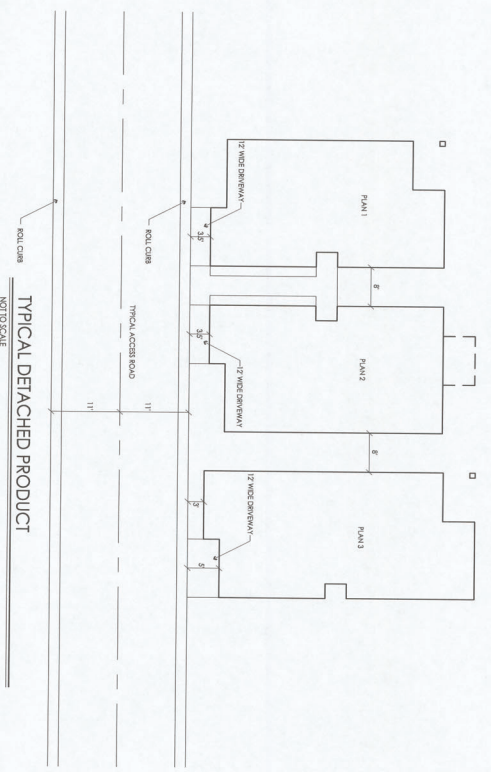 PLAN 1
PLAN 2
PLAN 3
8'
8'
12' WIDE DRIVEWAY
12' WIDE DRIVEWAY
12' WIDE DRIVEWAY
3.5'
3.5'
3'
5'
ROLL CURB
TYPICAL ACCESS ROAD
11'
11'
ROLL CURB
TYPICAL DETACHED PRODUCT
NOT TO SCALE